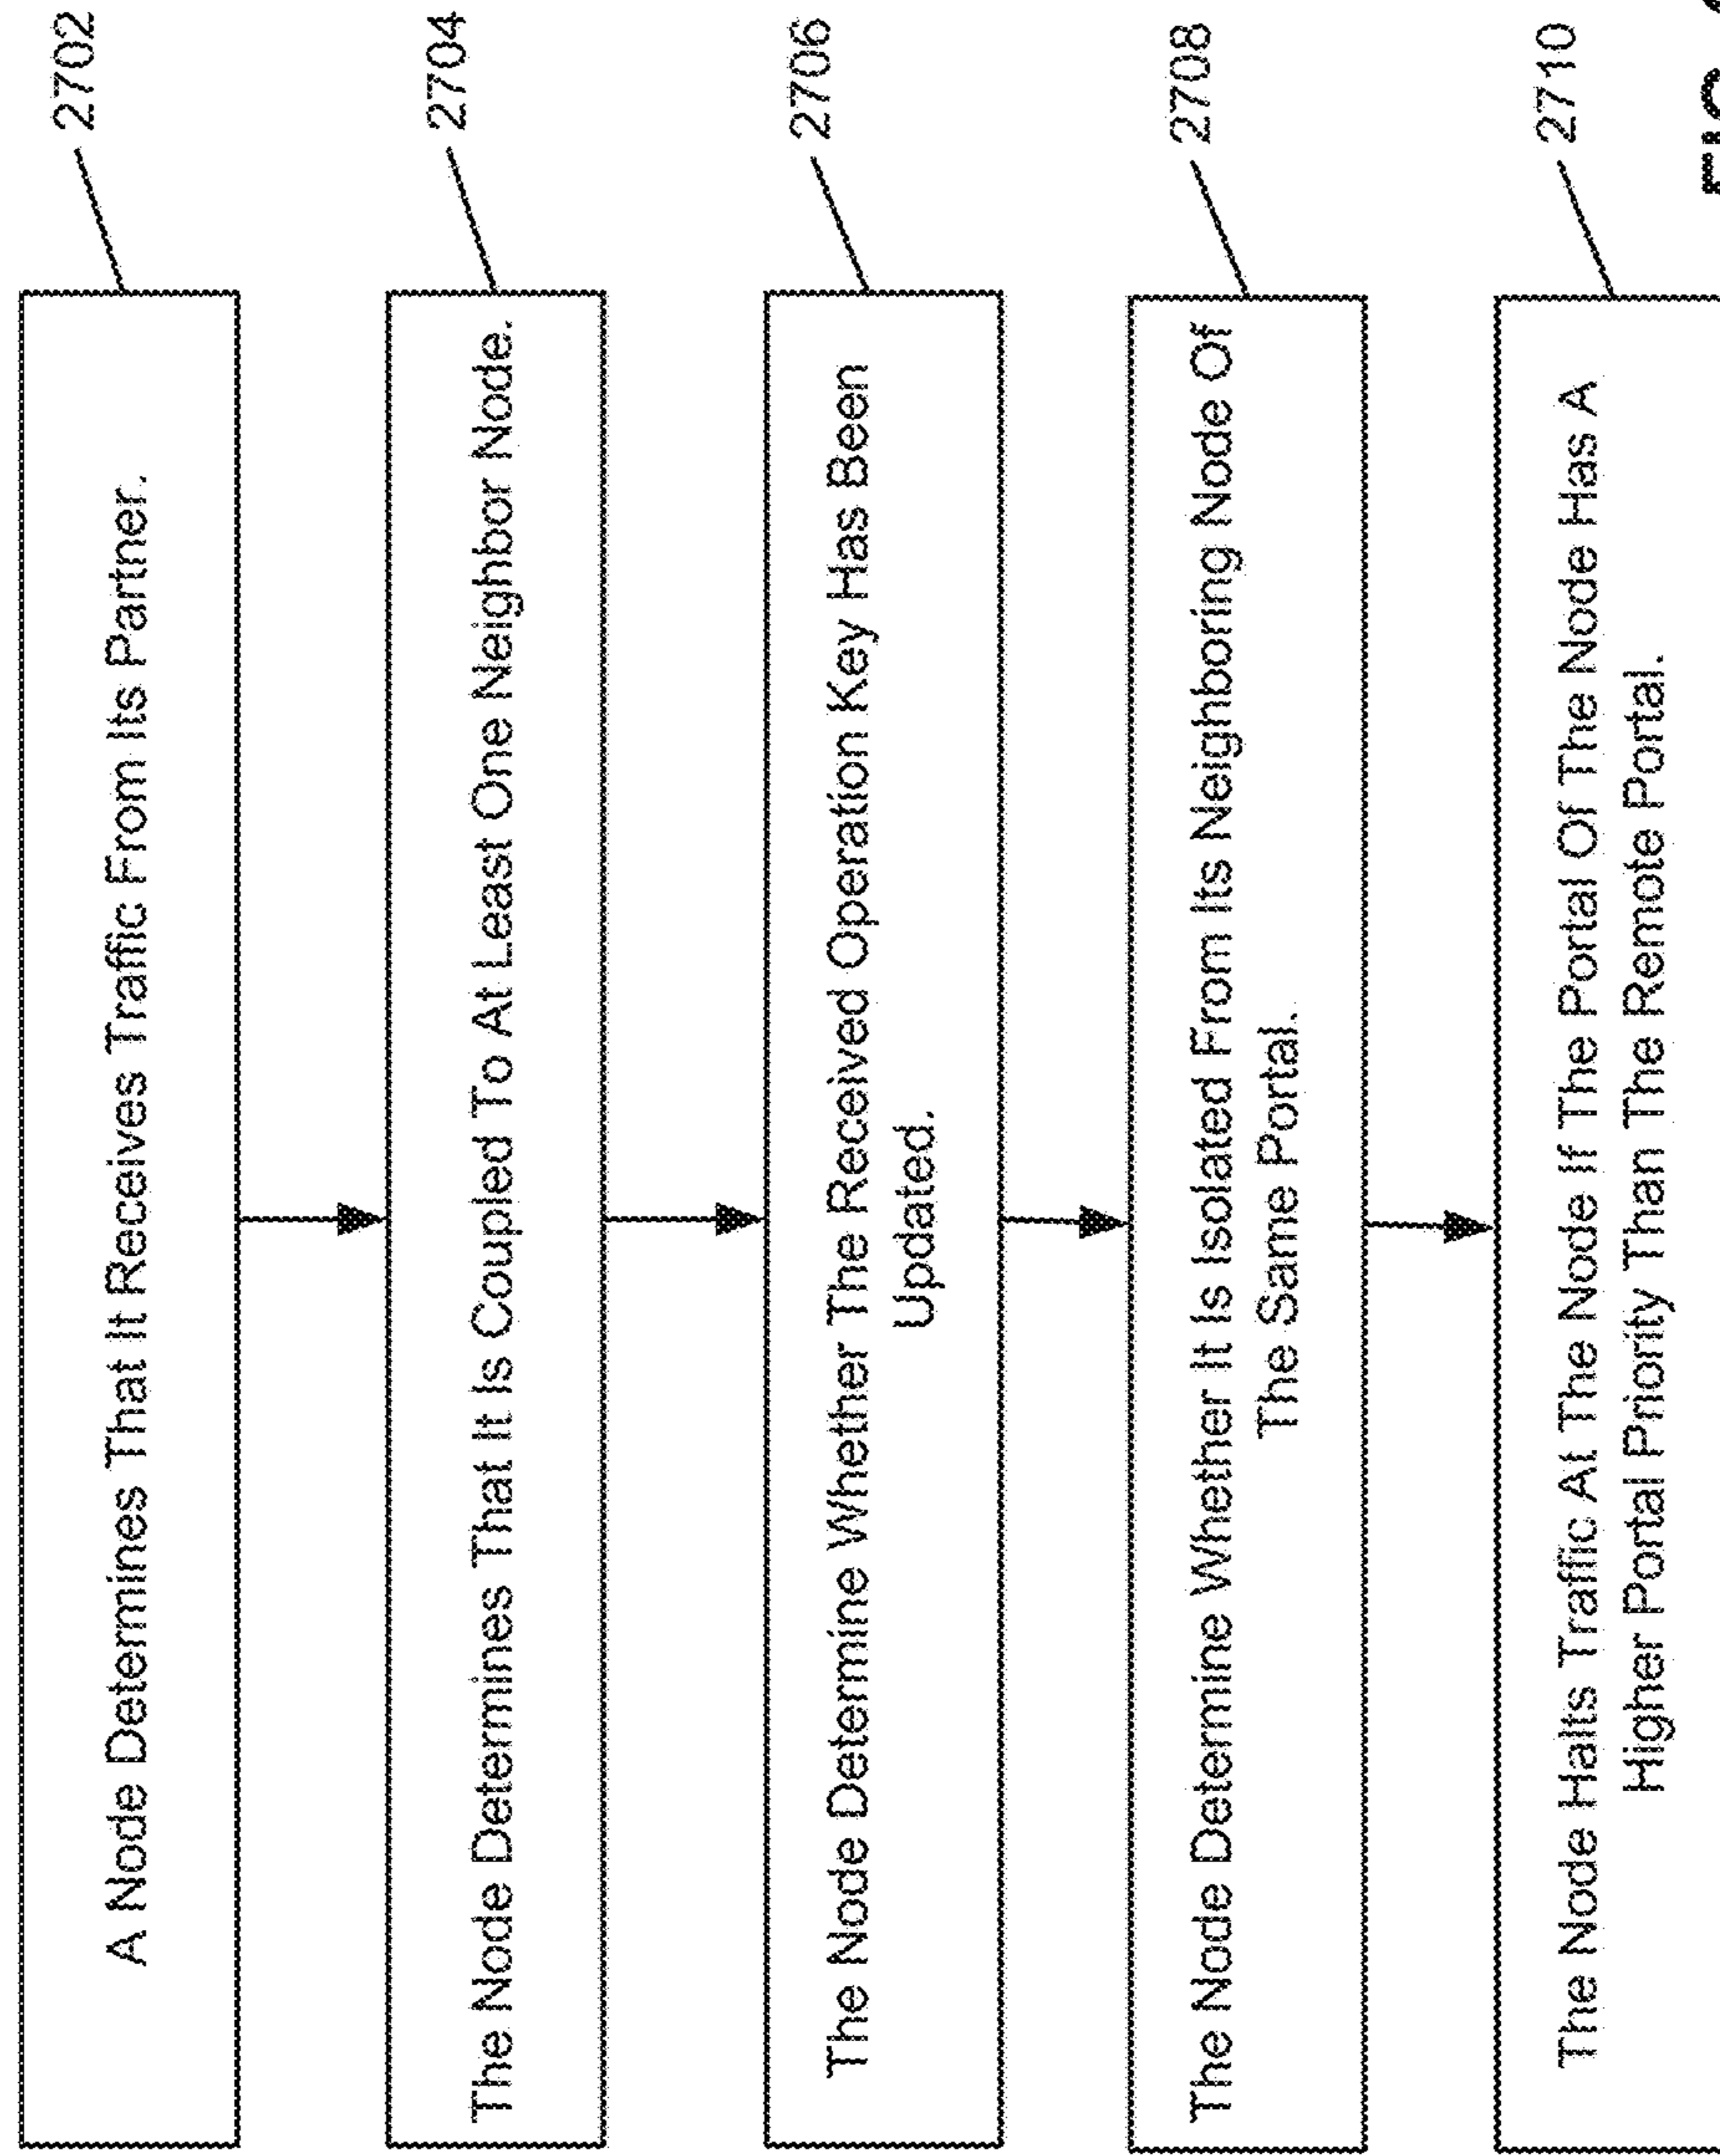 A Node Determines That It Receives Traffic From Its Partner.
2702
The Node Determines That It Is Coupled To At Least One Neighbor Node.
2704
The Node Determine Whether The Received Operation Key Has Been
Updated.
2706
The Node Determine Whether It Is Isolated From Its Neighboring Node Of
The Same Portal.
2708
The Node Halts Traffic At The Node If The Portal Of The Node Has A
Higher Portal Priority Than The Remote Portal.
2710
FIG.